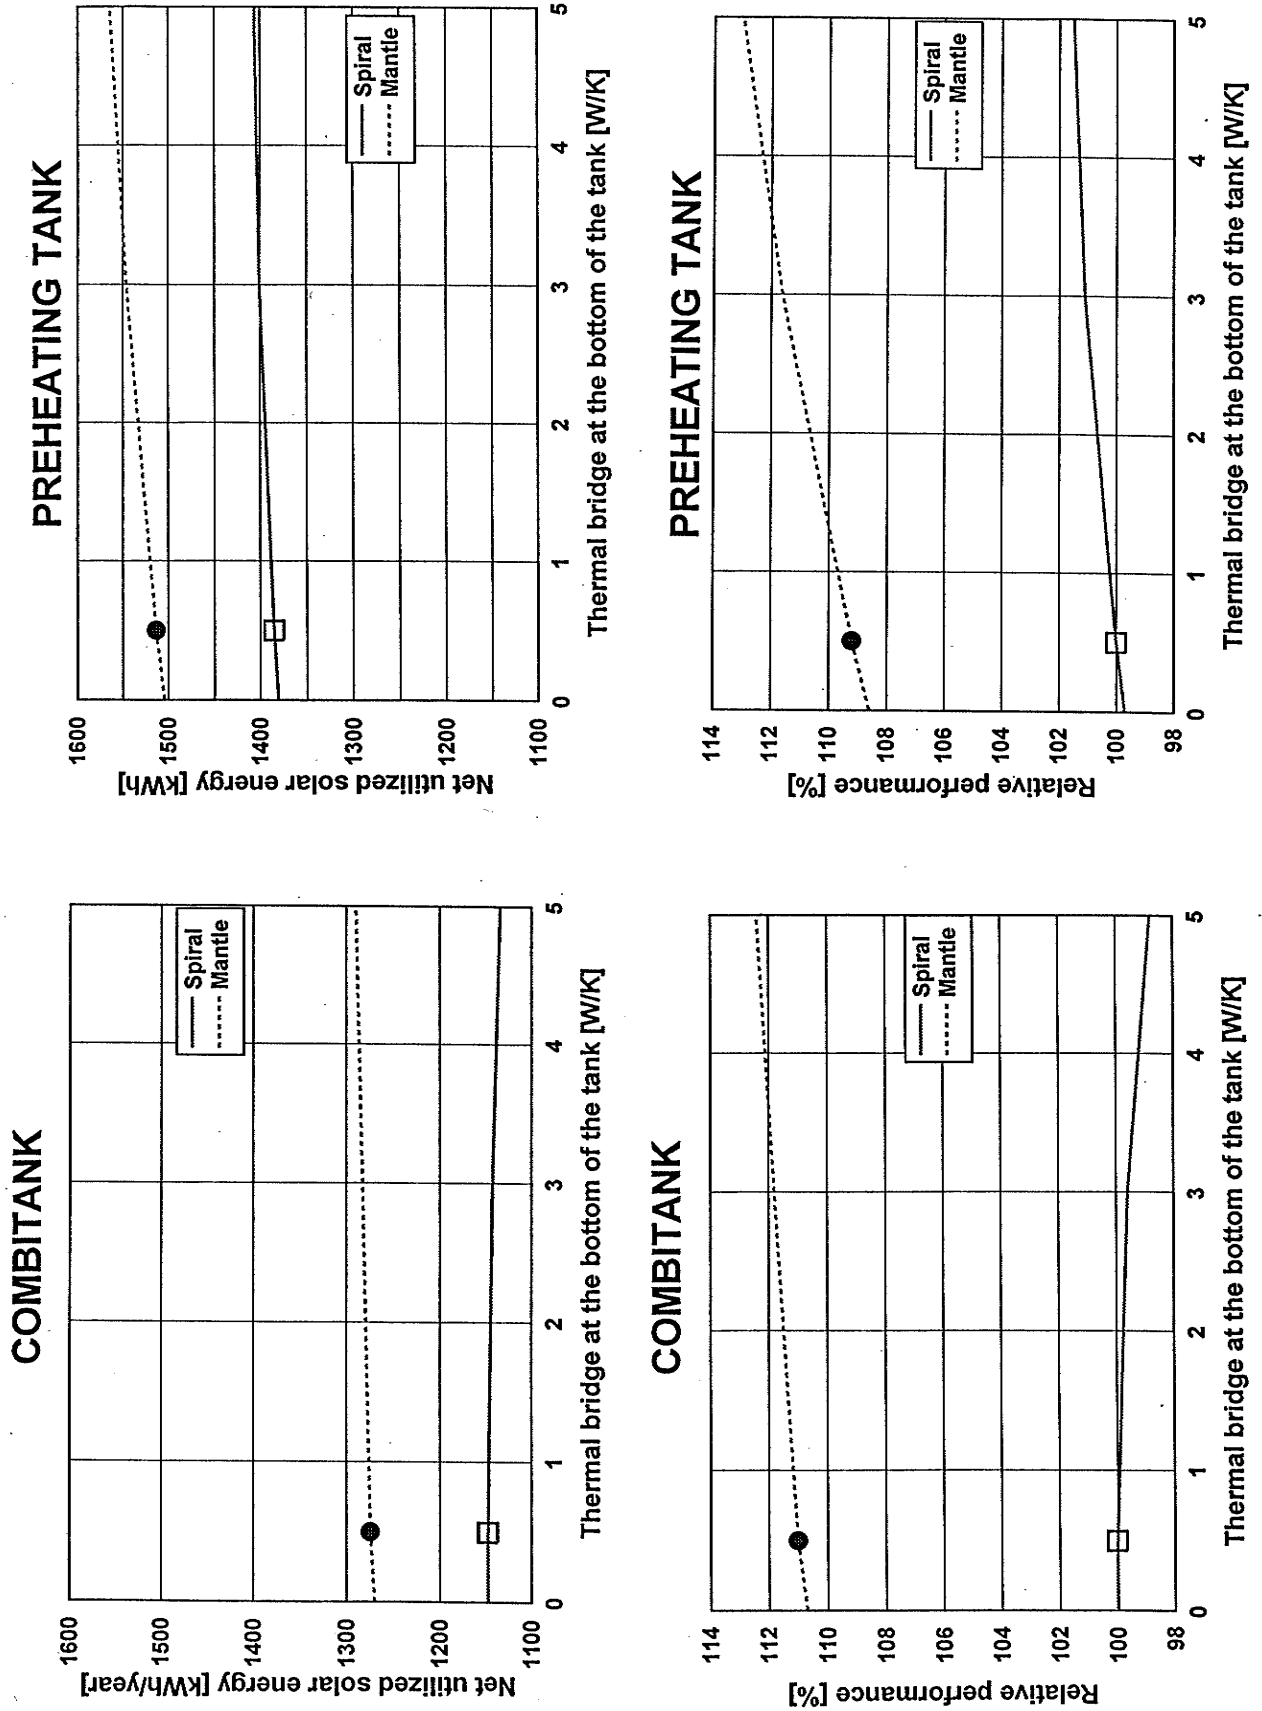 COMBITANK
Net utilized solar energy [kWh/year]
1600
1500
1400
1300
1200
1100
Spiral
Mantle
0 1 2 3 4 5
Thermal bridge at the bottom of the tank [W/K]
PREHEATING TANK
Net utilized solar energy [kWh]
1600
1500
1400
1300
1200
1100
Spiral
Mantle
0 1 2 3 4 5
Thermal bridge at the bottom of the tank [W/K]
COMBITANK
Relative performance [%]
114
112
110
108
106
104
102
100
98
Spiral
Mantle
0 1 2 3 4 5
Thermal bridge at the bottom of the tank [W/K]
PREHEATING TANK
Relative performance [%]
114
112
110
108
106
104
102
100
98
Spiral
Mantle
0 1 2 3 4 5
Thermal bridge at the bottom of the tank [W/K]